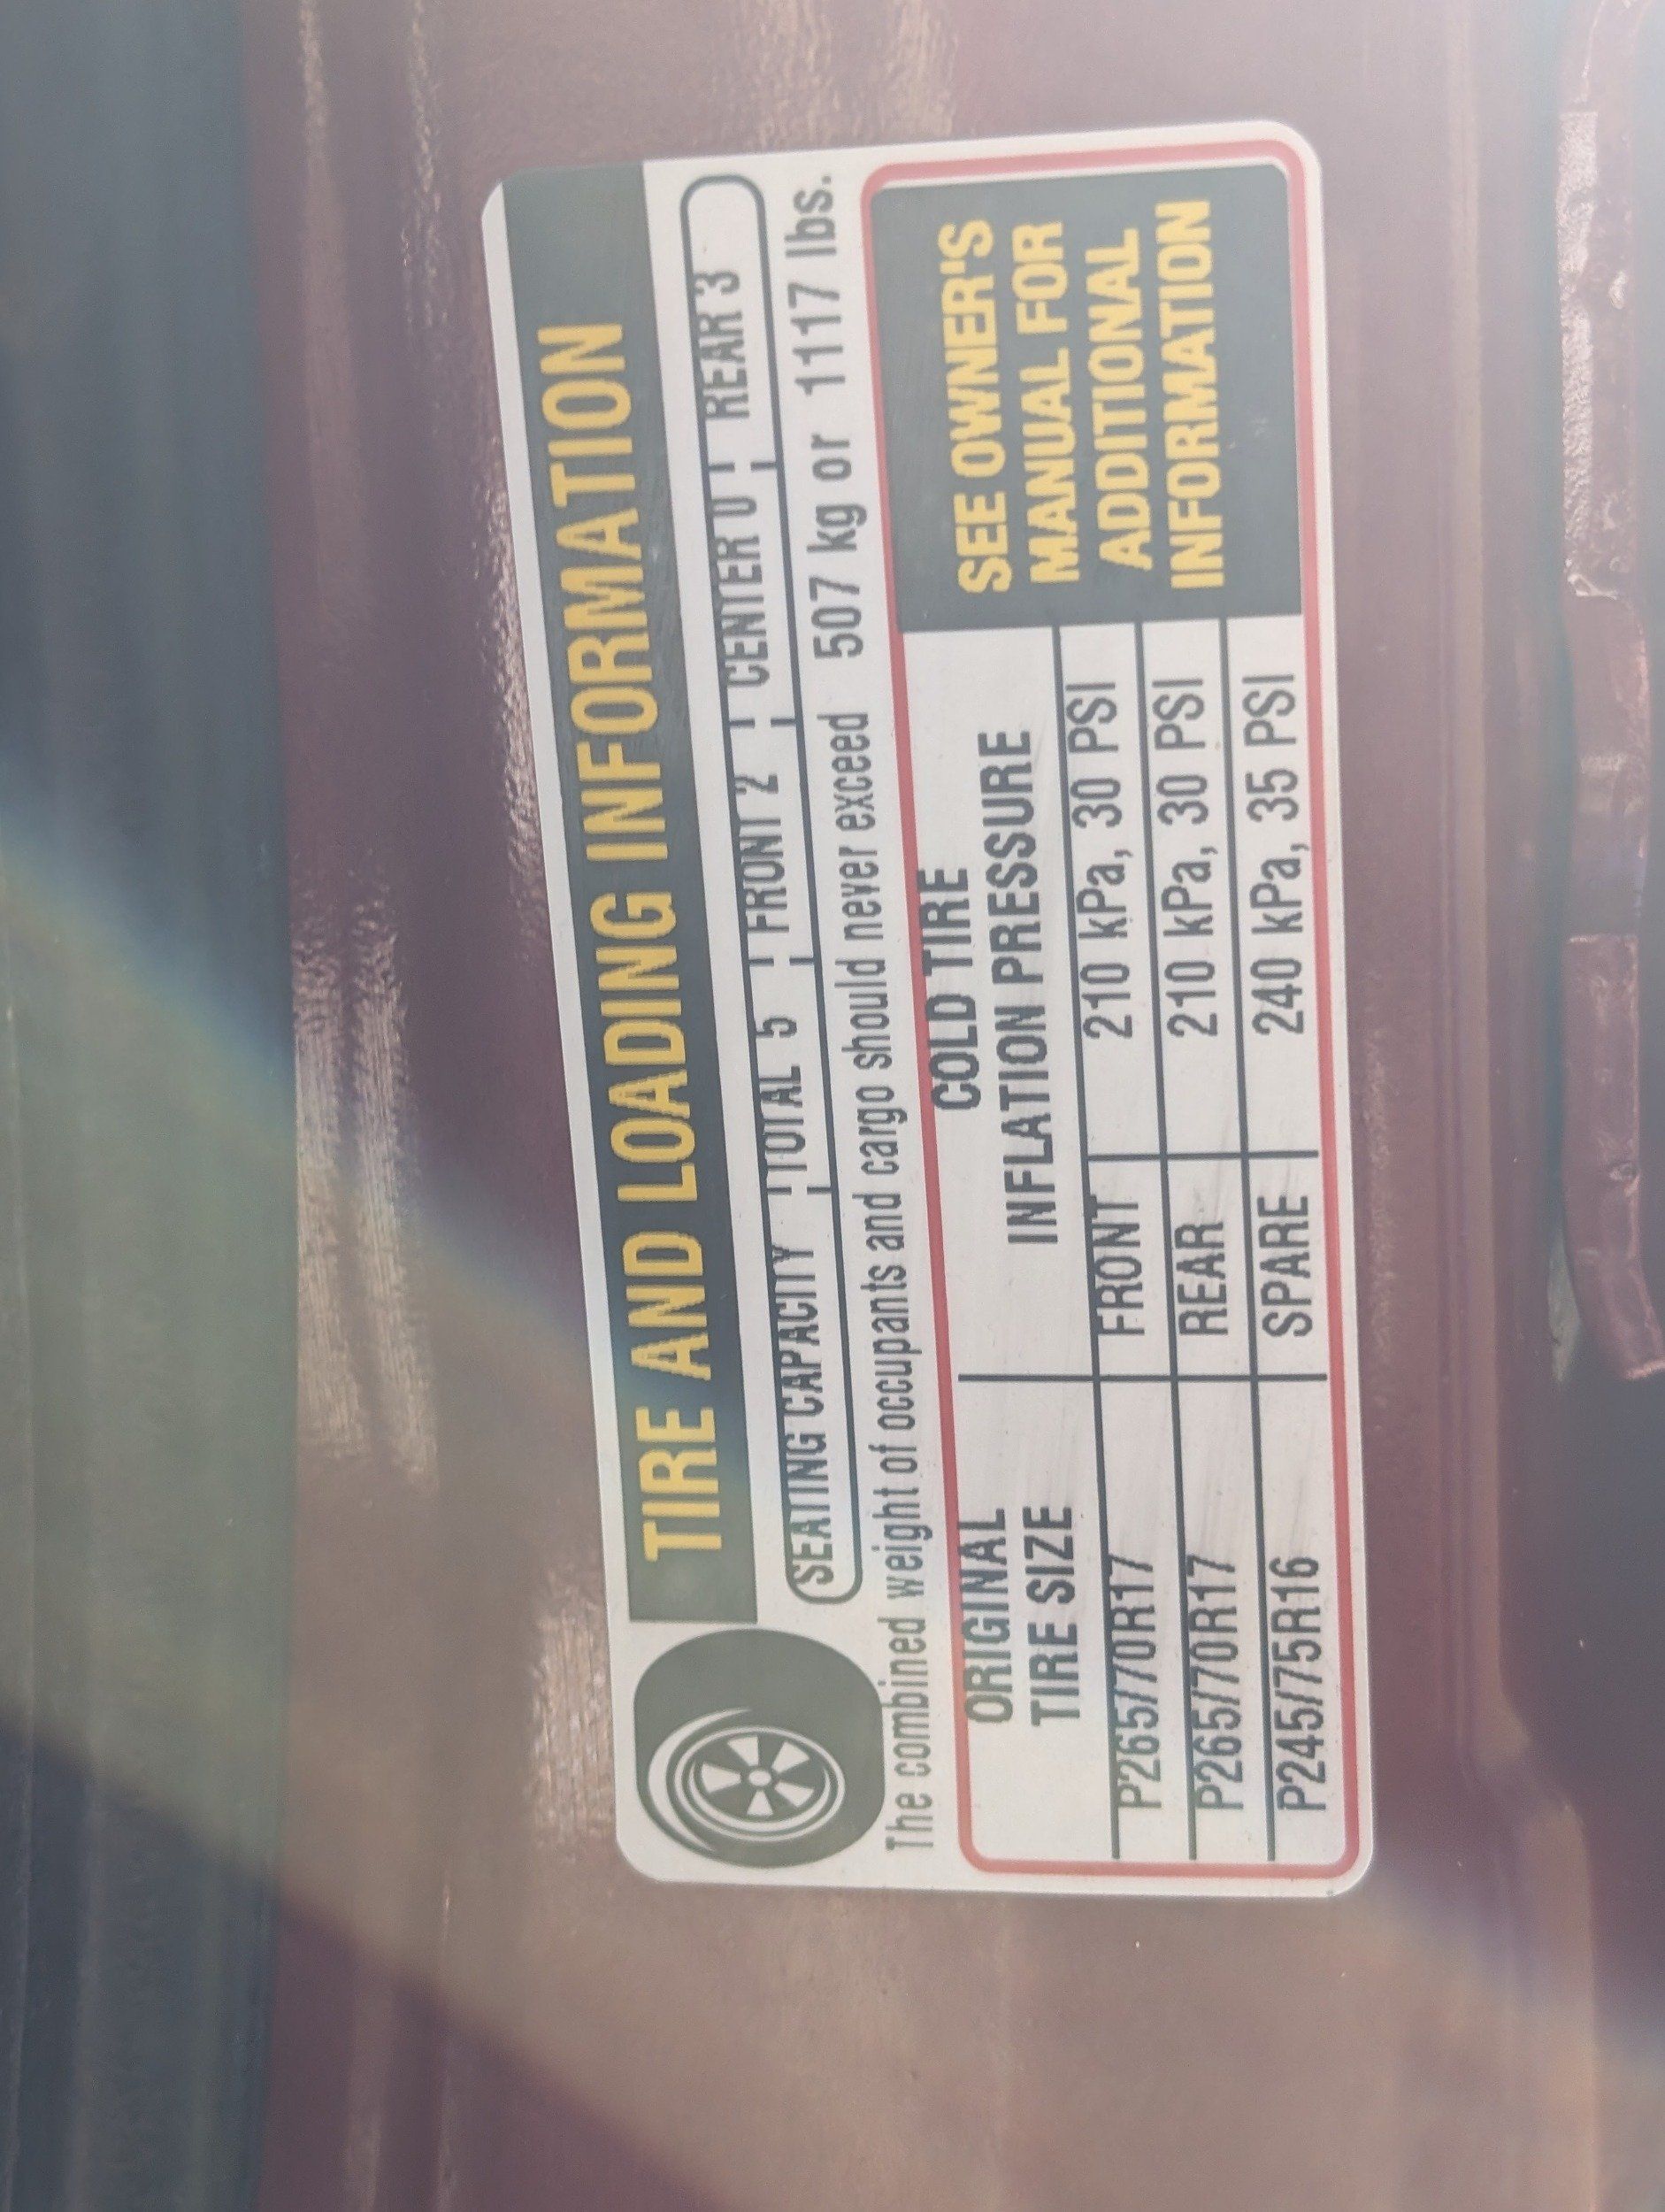 TIRE AND LOADING INFORMATION
SEATING CAPACITY TOTAL 5 FRONT 2 CENTER 0 REAR 3
The combined weight of occupants and cargo should never exceed 507 kg or 1117 lbs.
ORIGINAL TIRE SIZE
COLD TIRE INFLATION PRESSURE
P265/70R17 FRONT 210 kPa, 30 PSI
P265/70R17 REAR 210 kPa, 30 PSI
P245/75R16 SPARE 240 kPa, 35 PSI
SEE OWNER'S
MANUAL FOR
ADDITIONAL
INFORMATION